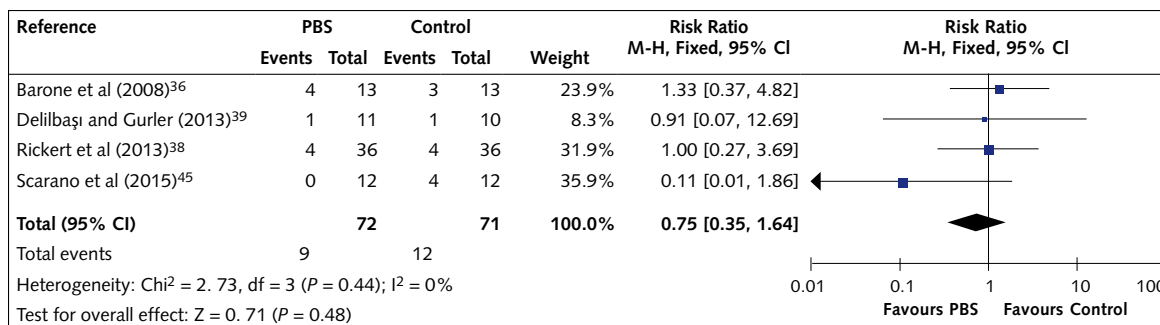 Reference PBS Control Risk Ratio Risk Ratio
Events Total Events Total Weight M-H, Fixed, 95% CI M-H, Fixed, 95% CI
Barone et al (2008)36 4 13 3 13 23.9% 1.33 [0.37, 4.82]
Delilbaşı and Gurler (2013)39 1 11 1 10 8.3% 0.91 [0.07, 12.69]
Rickert et al (2013)38 4 36 4 36 31.9% 1.00 [0.27, 3.69]
Scarano et al (2015)45 0 12 4 12 35.9% 0.11 [0.01, 1.86]
Total (95% CI) 72 71 100.0% 0.75 [0.35, 1.64]
Total events 9 12
Heterogeneity: Chi2 = 2. 73, df = 3 (P = 0.44); I2 = 0%
0.01 0.1 1 10 100
Test for overall effect: Z = 0. 71 (P = 0.48)
Favours PBS Favours Control